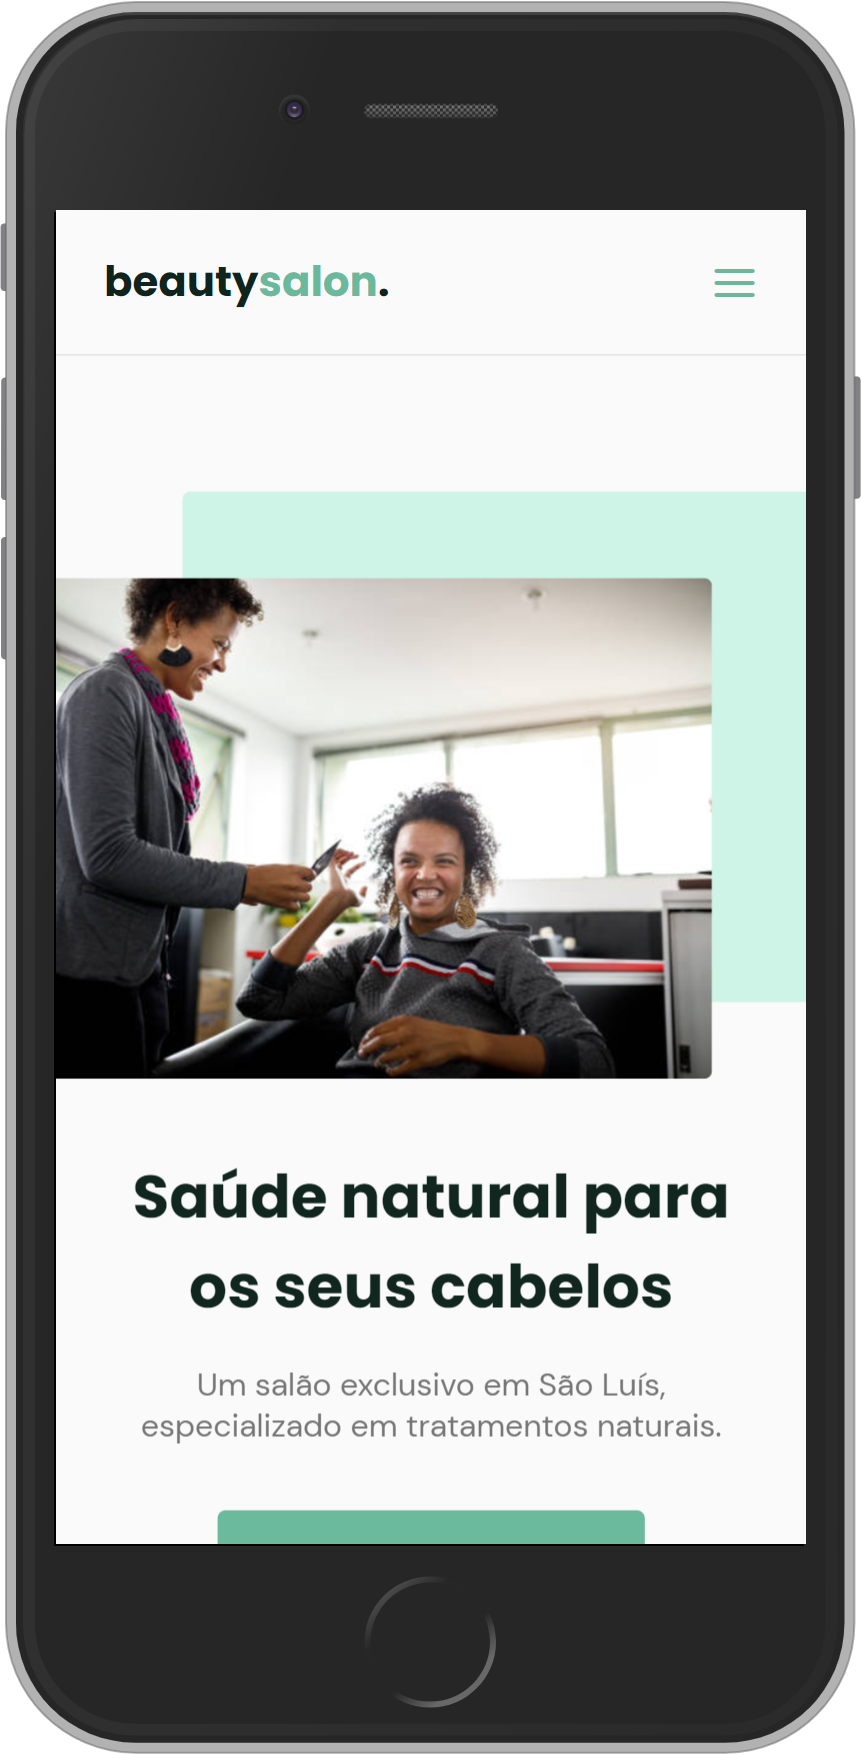 beautysalon.
Saúde natural para
os seus cabelos
Um salão exclusivo em São Luís,
especializado em tratamentos naturais.